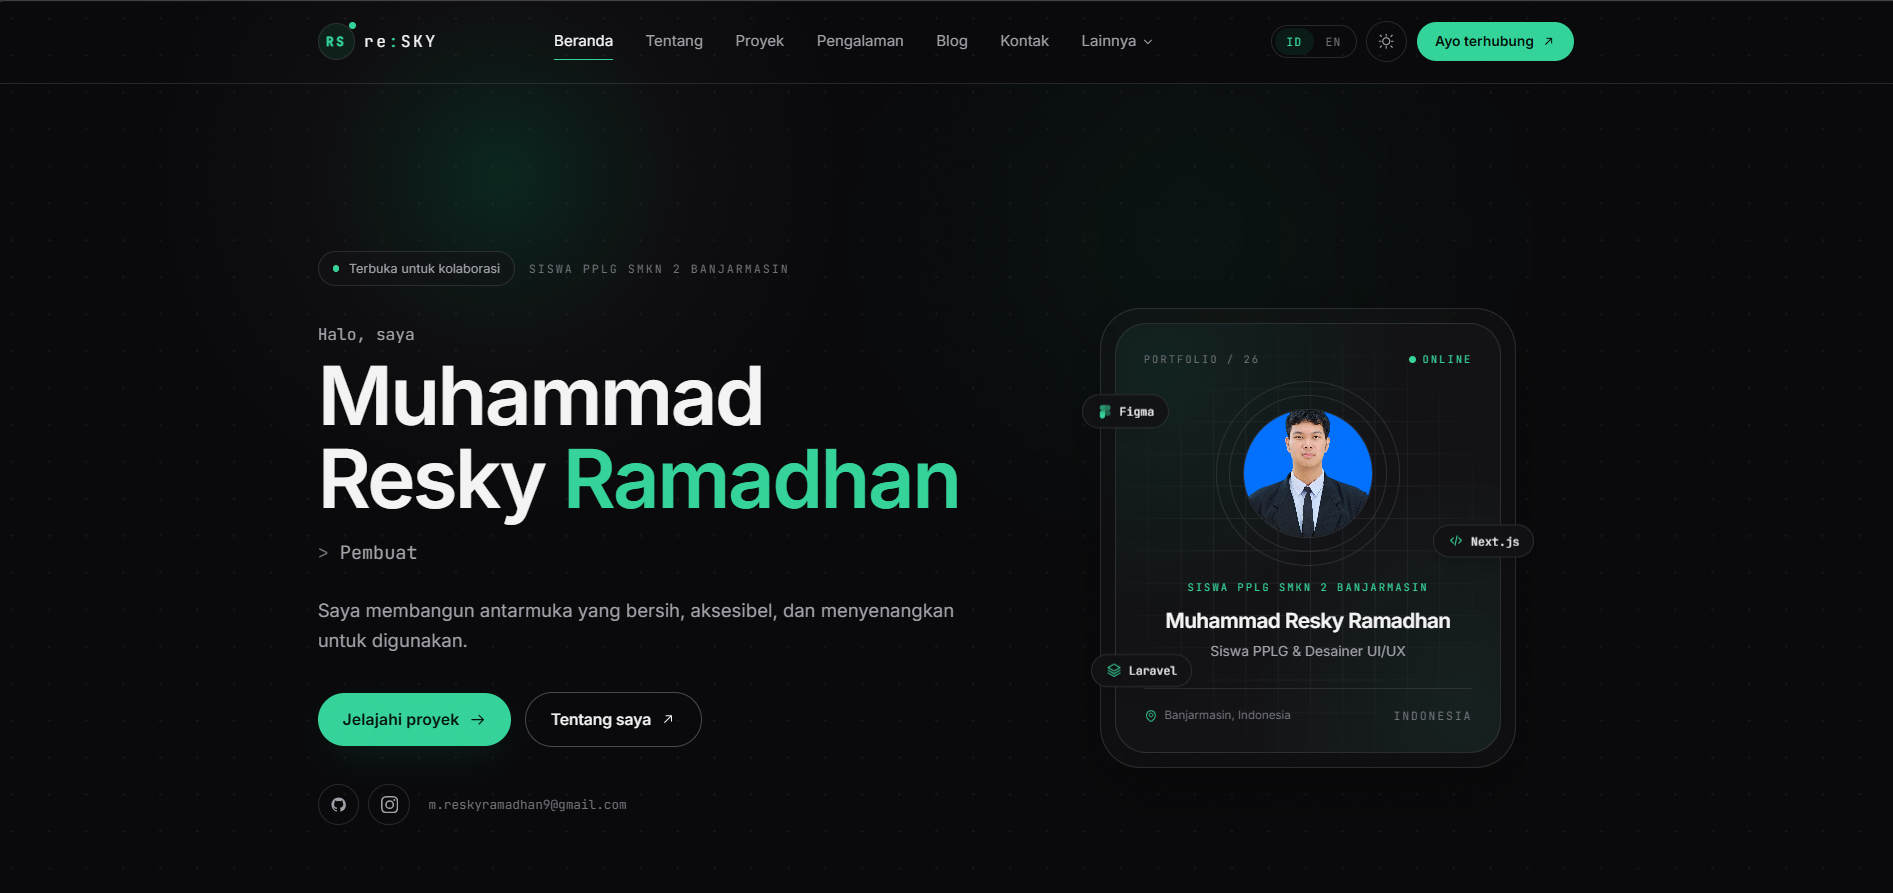 RS re:SKY
Beranda Tentang Proyek Pengalaman Blog Kontak Lainnya
ID EN
Ayo terhubung
Terbuka untuk kolaborasi
SISWA PPLG SMKN 2 BANJARMASIN
Halo, saya
Muhammad
Resky Ramadhan
> Pembuat
Saya membangun antarmuka yang bersih, aksesibel, dan menyenangkan
untuk digunakan.
Jelajahi proyek
Tentang saya
m.reskyramadhan9@gmail.com
PORTFOLIO / 26
ONLINE
Figma
Next.js
SISWA PPLG SMKN 2 BANJARMASIN
Muhammad Resky Ramadhan
Siswa PPLG & Desainer UI/UX
Laravel
Banjarmasin, Indonesia
INDONESIA